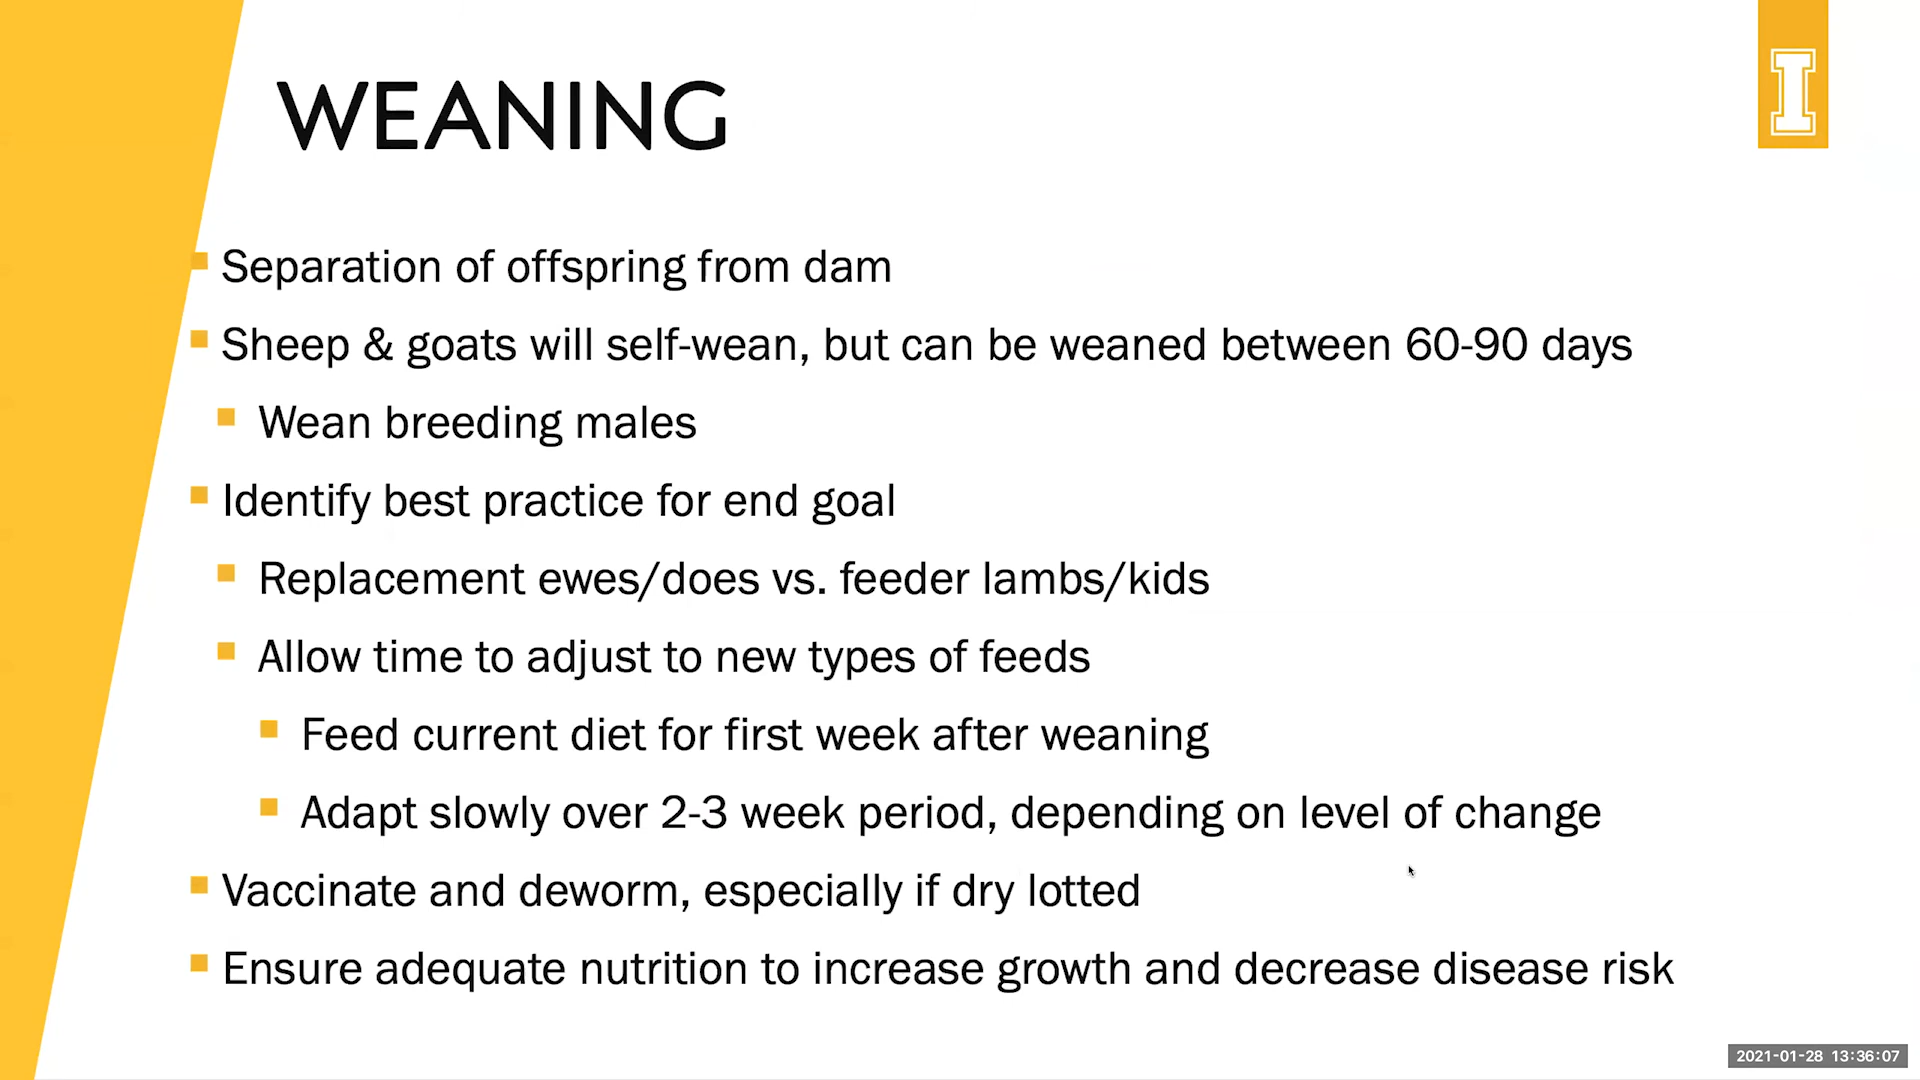 WEANING
I
Separation of offspring from dam
Sheep & goats will self-wean, but can be weaned between 60-90 days
Wean breeding males
Identify best practice for end goal
Replacement ewes/does vs. feeder lambs/kids
Allow time to adjust to new types of feeds
Feed current diet for first week after weaning
Adapt slowly over 2-3 week period, depending on level of change
Vaccinate and deworm, especially if dry lotted
Ensure adequate nutrition to increase growth and decrease disease risk
2021-01-28 13:36:07